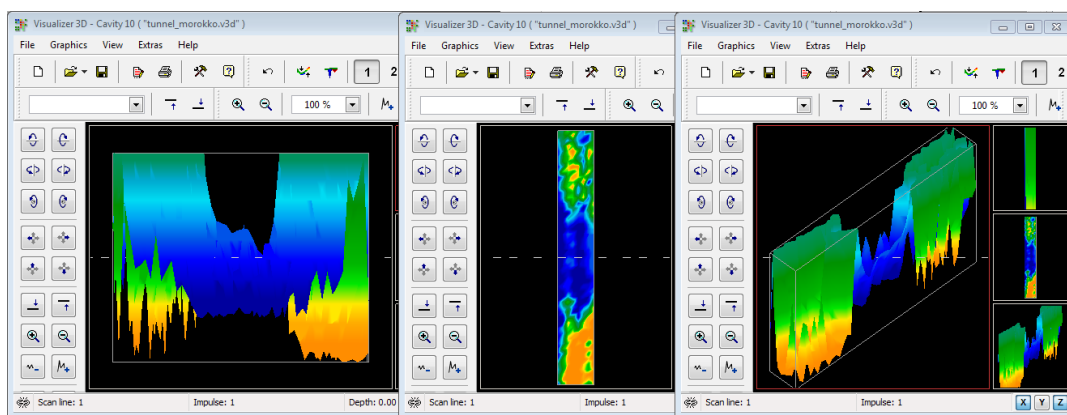 Visualizer 3D - Cavity 10 ( "tunnel_morokko.v3d")
File Graphics View Extras Help
1 2
100 %
M+
~- M+
Scan line: 1 Impulse: 1 Depth: 0.00
Visualizer 3D - Cavity 10 ( "tunnel_morokko.v3d")
File Graphics View Extras Help
M+
Scan line: 1 Impulse: 1
Visualizer 3D - Cavity 10 ( "tunnel_morokko.v3d")
File Graphics View Extras Help
1 2
100 %
M+
M+
Scan line: 1 Impulse: 1 X Y Z